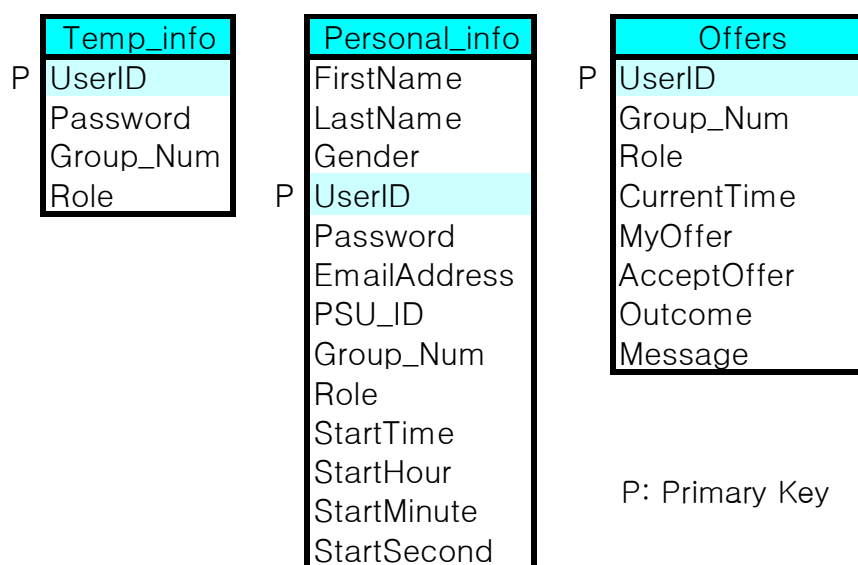 Temp_info
P UserID
Password
Group_Num
Role
Personal_info
FirstName
LastName
Gender
P UserID
Password
EmailAddress
PSU_ID
Group_Num
Role
StartTime
StartHour
StartMinute
StartSecond
Offers
P UserID
Group_Num
Role
CurrentTime
MyOffer
AcceptOffer
Outcome
Message
P: Primary Key